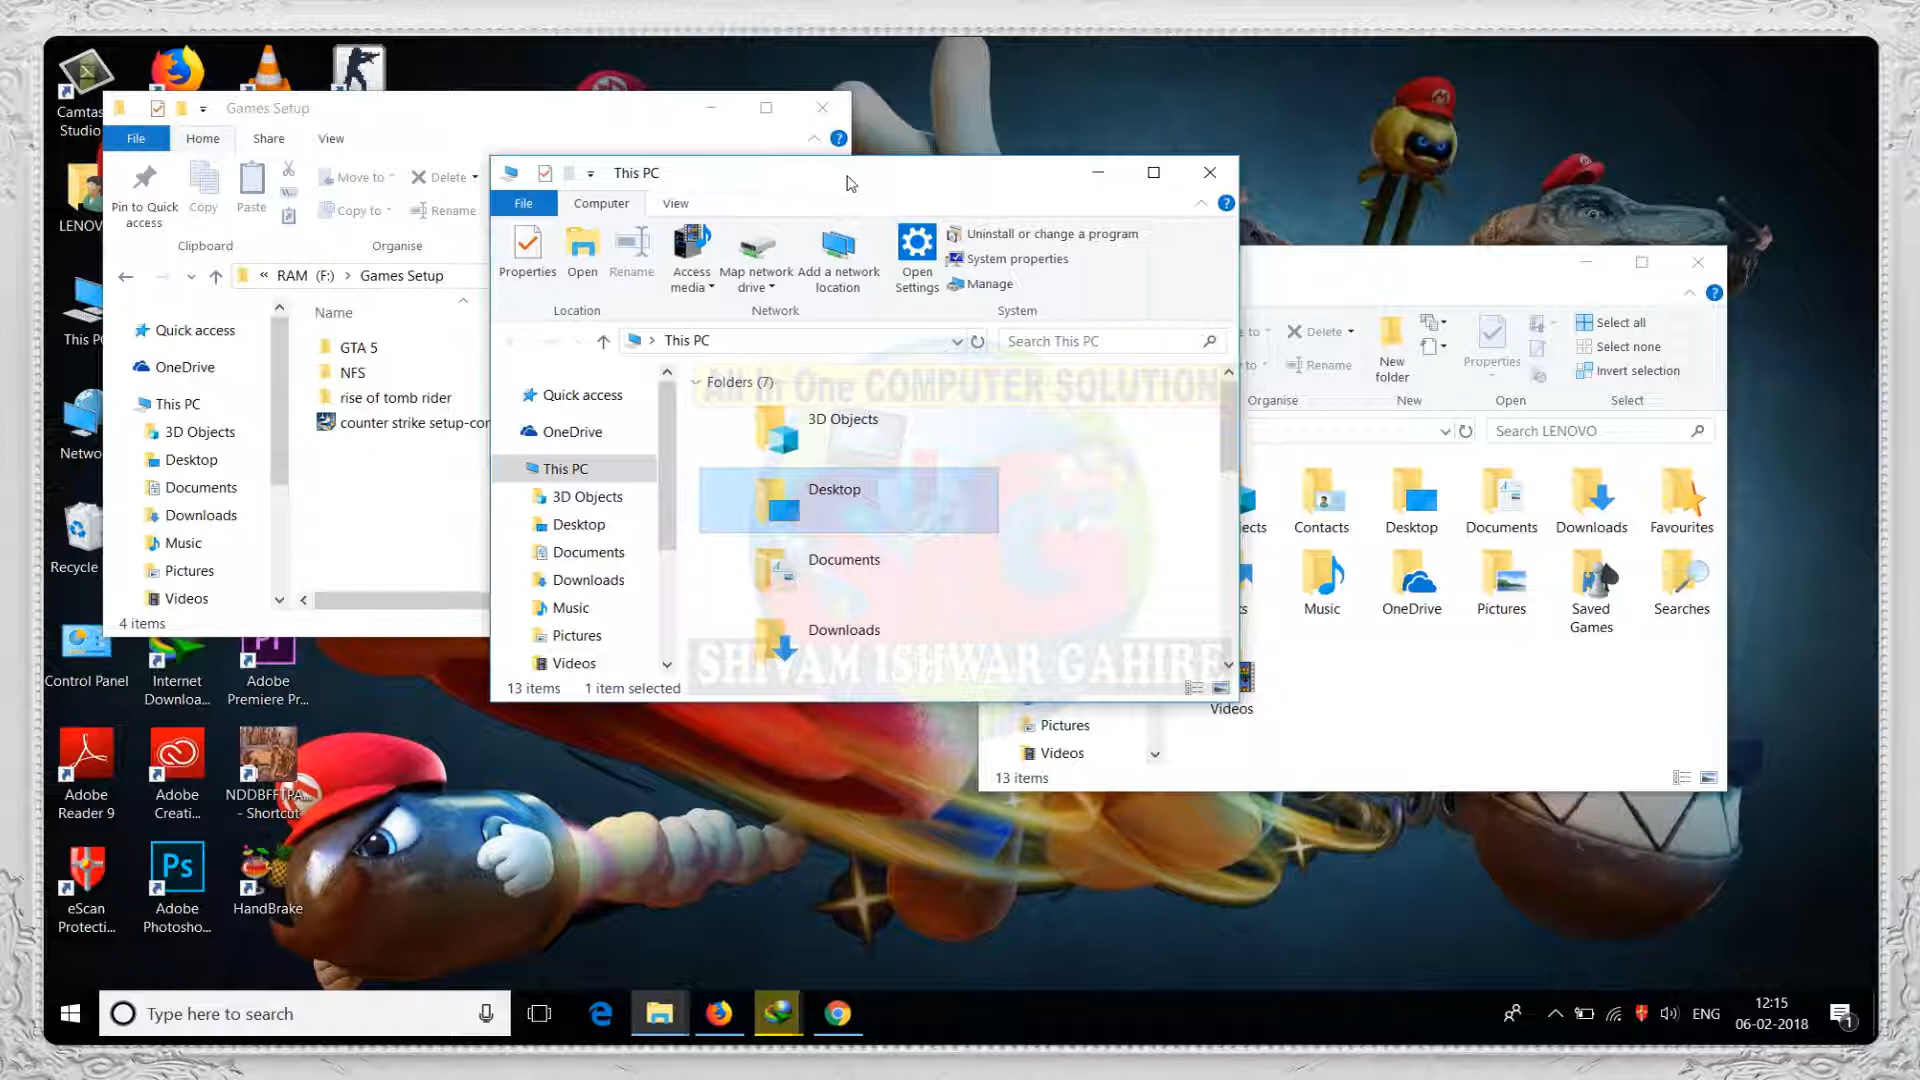 Camtas
Studio
LENOVO
This PC
Netwo
Recycle
Control Panel
Internet
Downloa...
Adobe
Premiere Pr...
Adobe
Reader 9
Adobe
Creati...
NDDBFFTPA...
- Shortcut
eScan
Protecti...
Adobe
Photosho...
HandBrake
Games Setup
File Home Share View
Pin to Quick
access
Copy
Paste
Move to
Copy to
Delete
Rename
Clipboard
Organise
« RAM (F:) > Games Setup
Name
Quick access
OneDrive
This PC
3D Objects
Desktop
Documents
Downloads
Music
Pictures
Videos
GTA 5
NFS
rise of tomb rider
counter strike setup-con
4 items
This PC
File Computer View
Properties
Open
Rename
Access
media
Map network
drive
Add a network
location
Open
Settings
Uninstall or change a program
System properties
Manage
Location
Network
System
This PC
Search This PC
Quick access
OneDrive
This PC
3D Objects
Desktop
Documents
Downloads
Music
Pictures
Videos
Folders (7)
3D Objects
Desktop
Documents
Downloads
13 items 1 item selected
All In One COMPUTER SOLUTION
SHIVAM ISHWAR GAHIRE
to
to
Delete
Rename
New
folder
Properties
Select all
Select none
Invert selection
Organise
New
Open
Select
Search LENOVO
ects
Contacts
Desktop
Documents
Downloads
Favourites
ks
Music
OneDrive
Pictures
Saved
Games
Searches
Videos
Pictures
Videos
13 items
Type here to search
ENG
12:15
06-02-2018
1